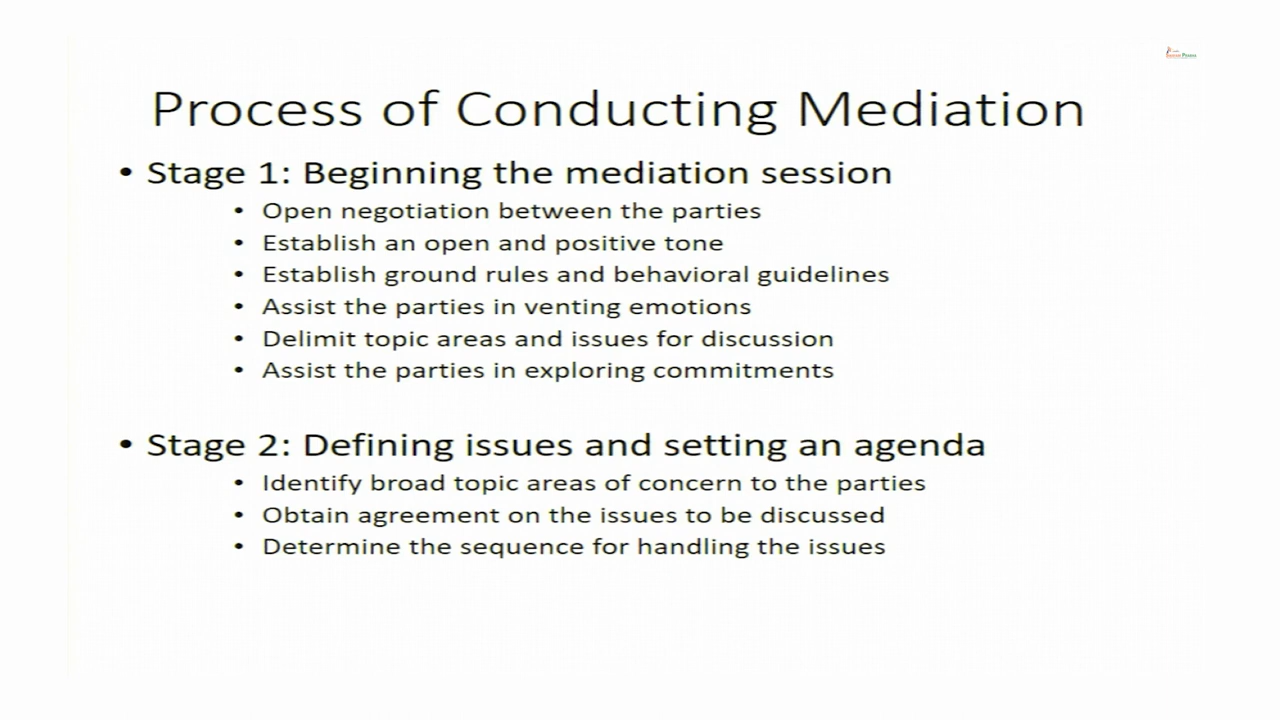 Process of Conducting Mediation
• Stage 1: Beginning the mediation session
• Open negotiation between the parties
• Establish an open and positive tone
• Establish ground rules and behavioral guidelines
• Assist the parties in venting emotions
• Delimit topic areas and issues for discussion
• Assist the parties in exploring commitments
• Stage 2: Defining issues and setting an agenda
• Identify broad topic areas of concern to the parties
• Obtain agreement on the issues to be discussed
• Determine the sequence for handling the issues